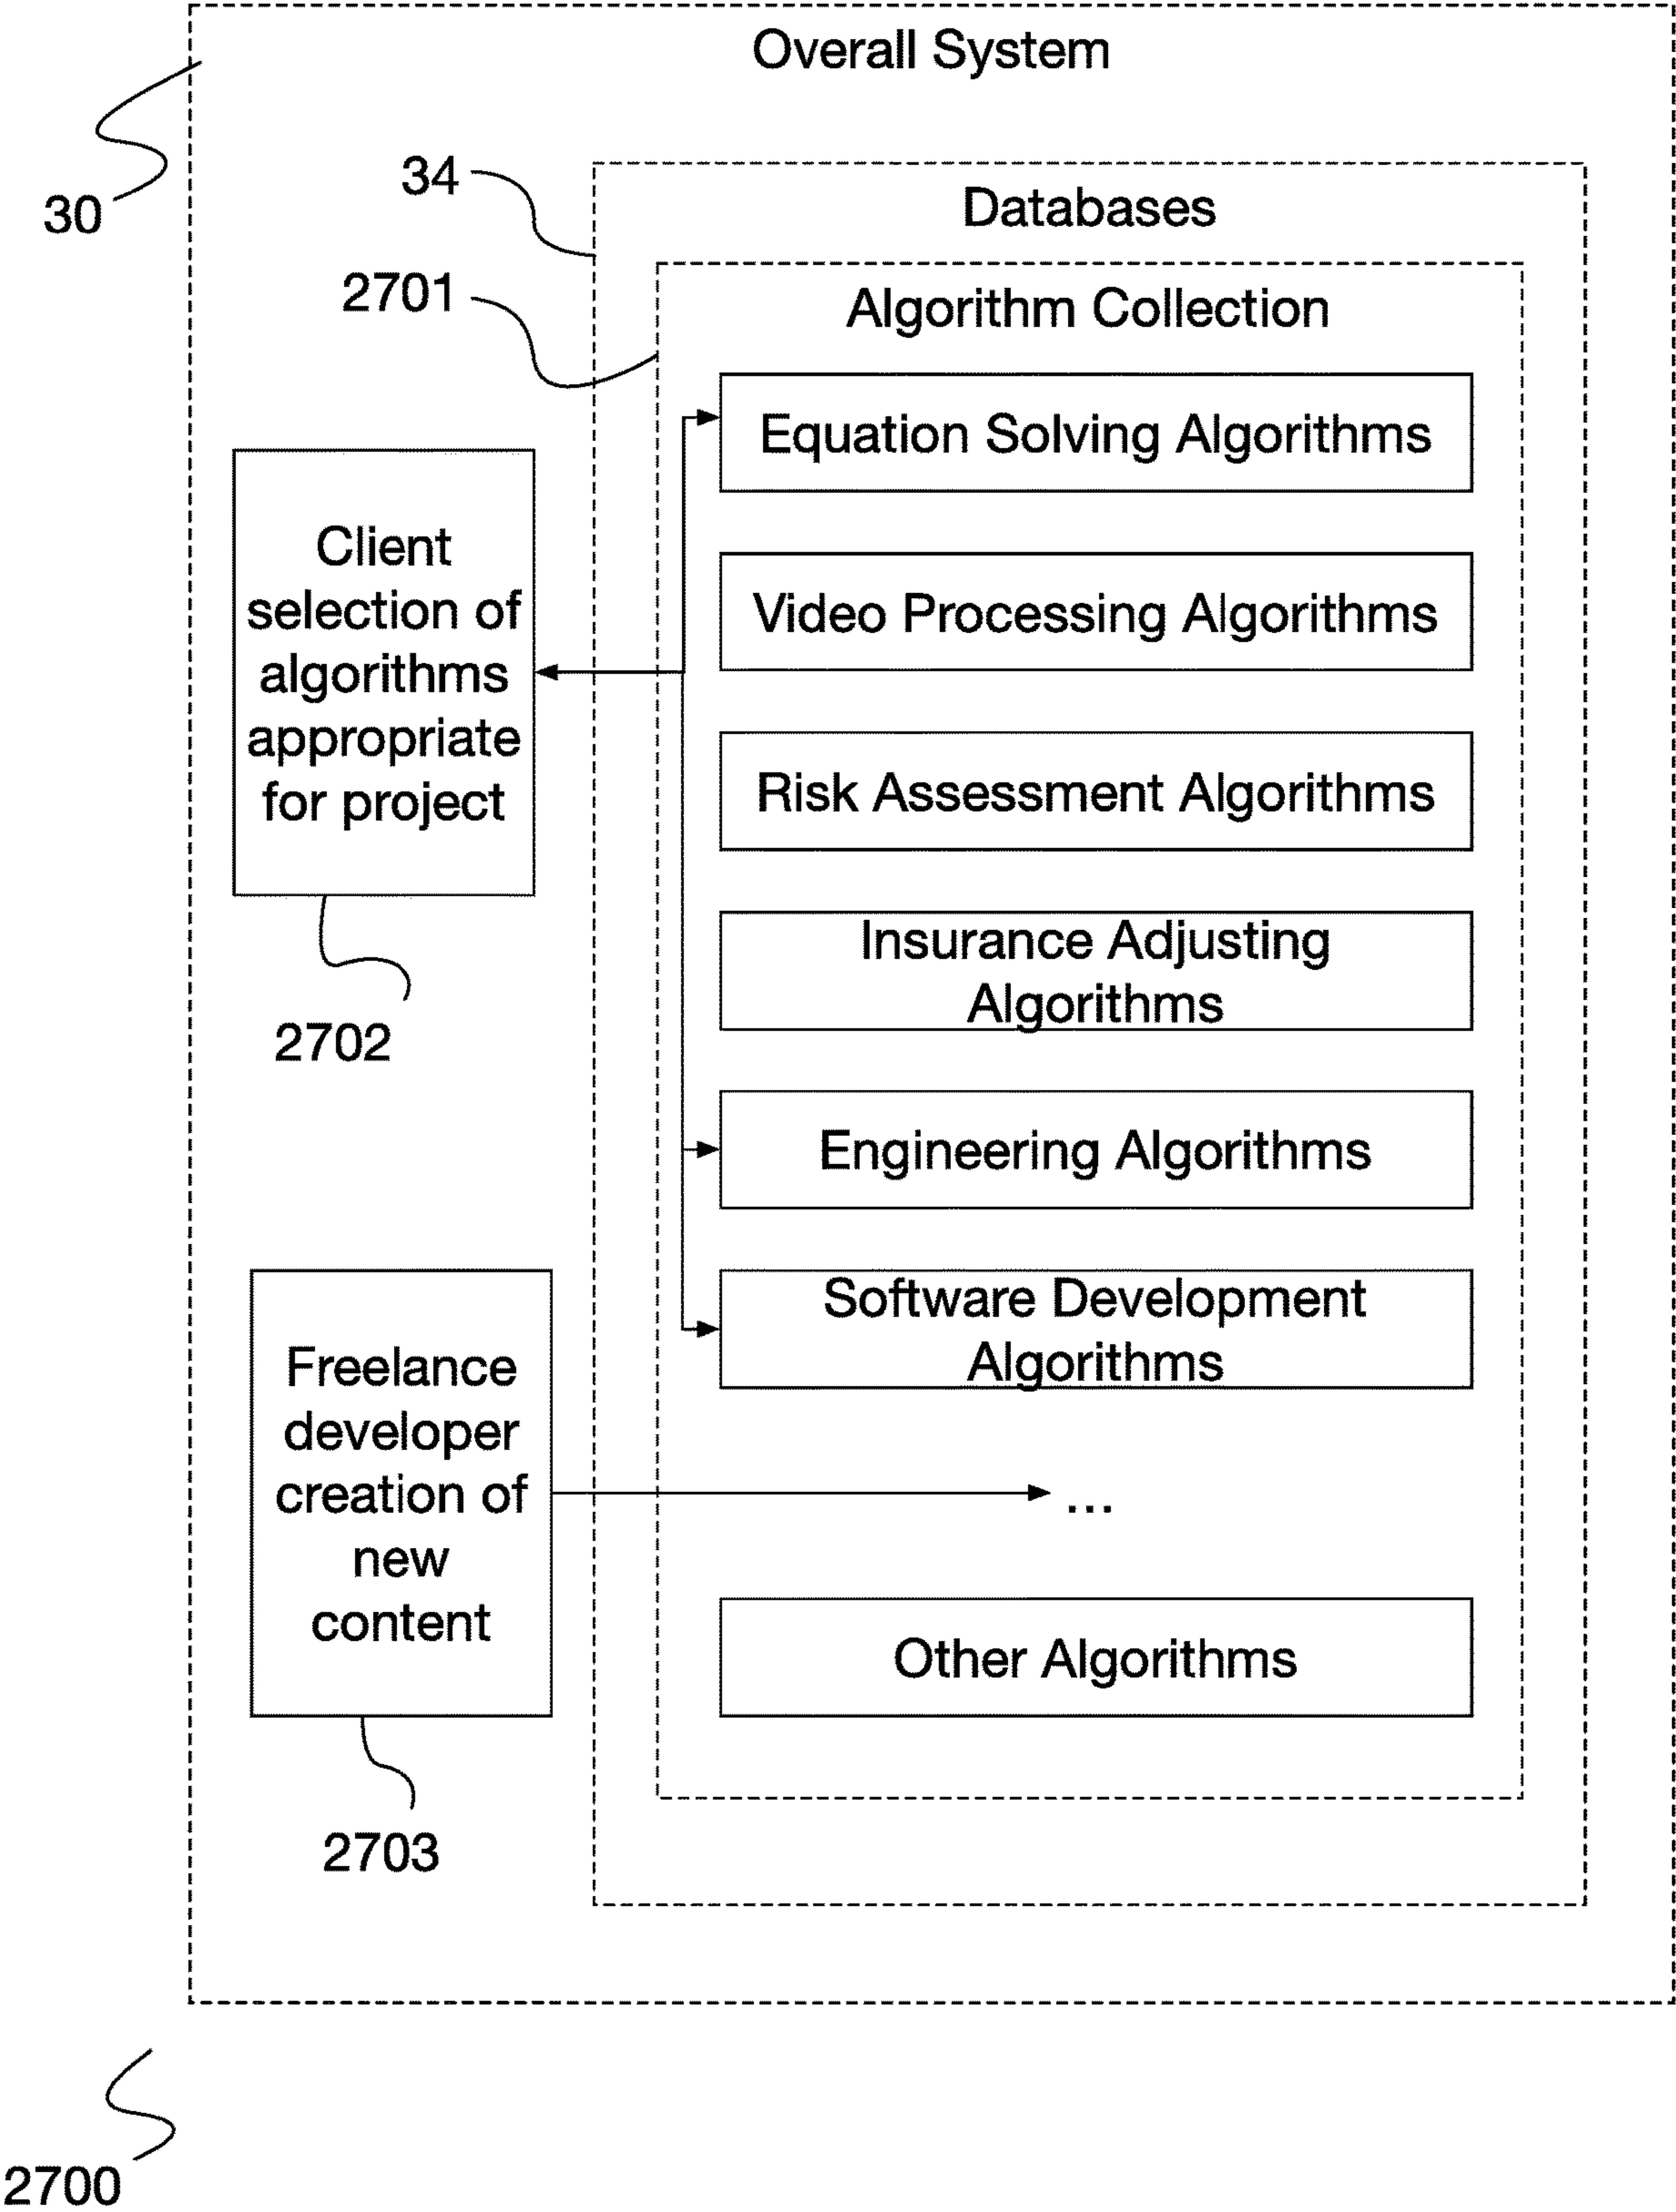 Overall System
30
34
Databases
2701
Algorithm Collection
Equation Solving Algorithms
Client
selection of
algorithms
appropriate
for project
2702
Video Processing Algorithms
Risk Assessment Algorithms
Insurance Adjusting
Algorithms
Engineering Algorithms
Software Development
Algorithms
Freelance
developer
creation of
new
content
2703
...
Other Algorithms
2700